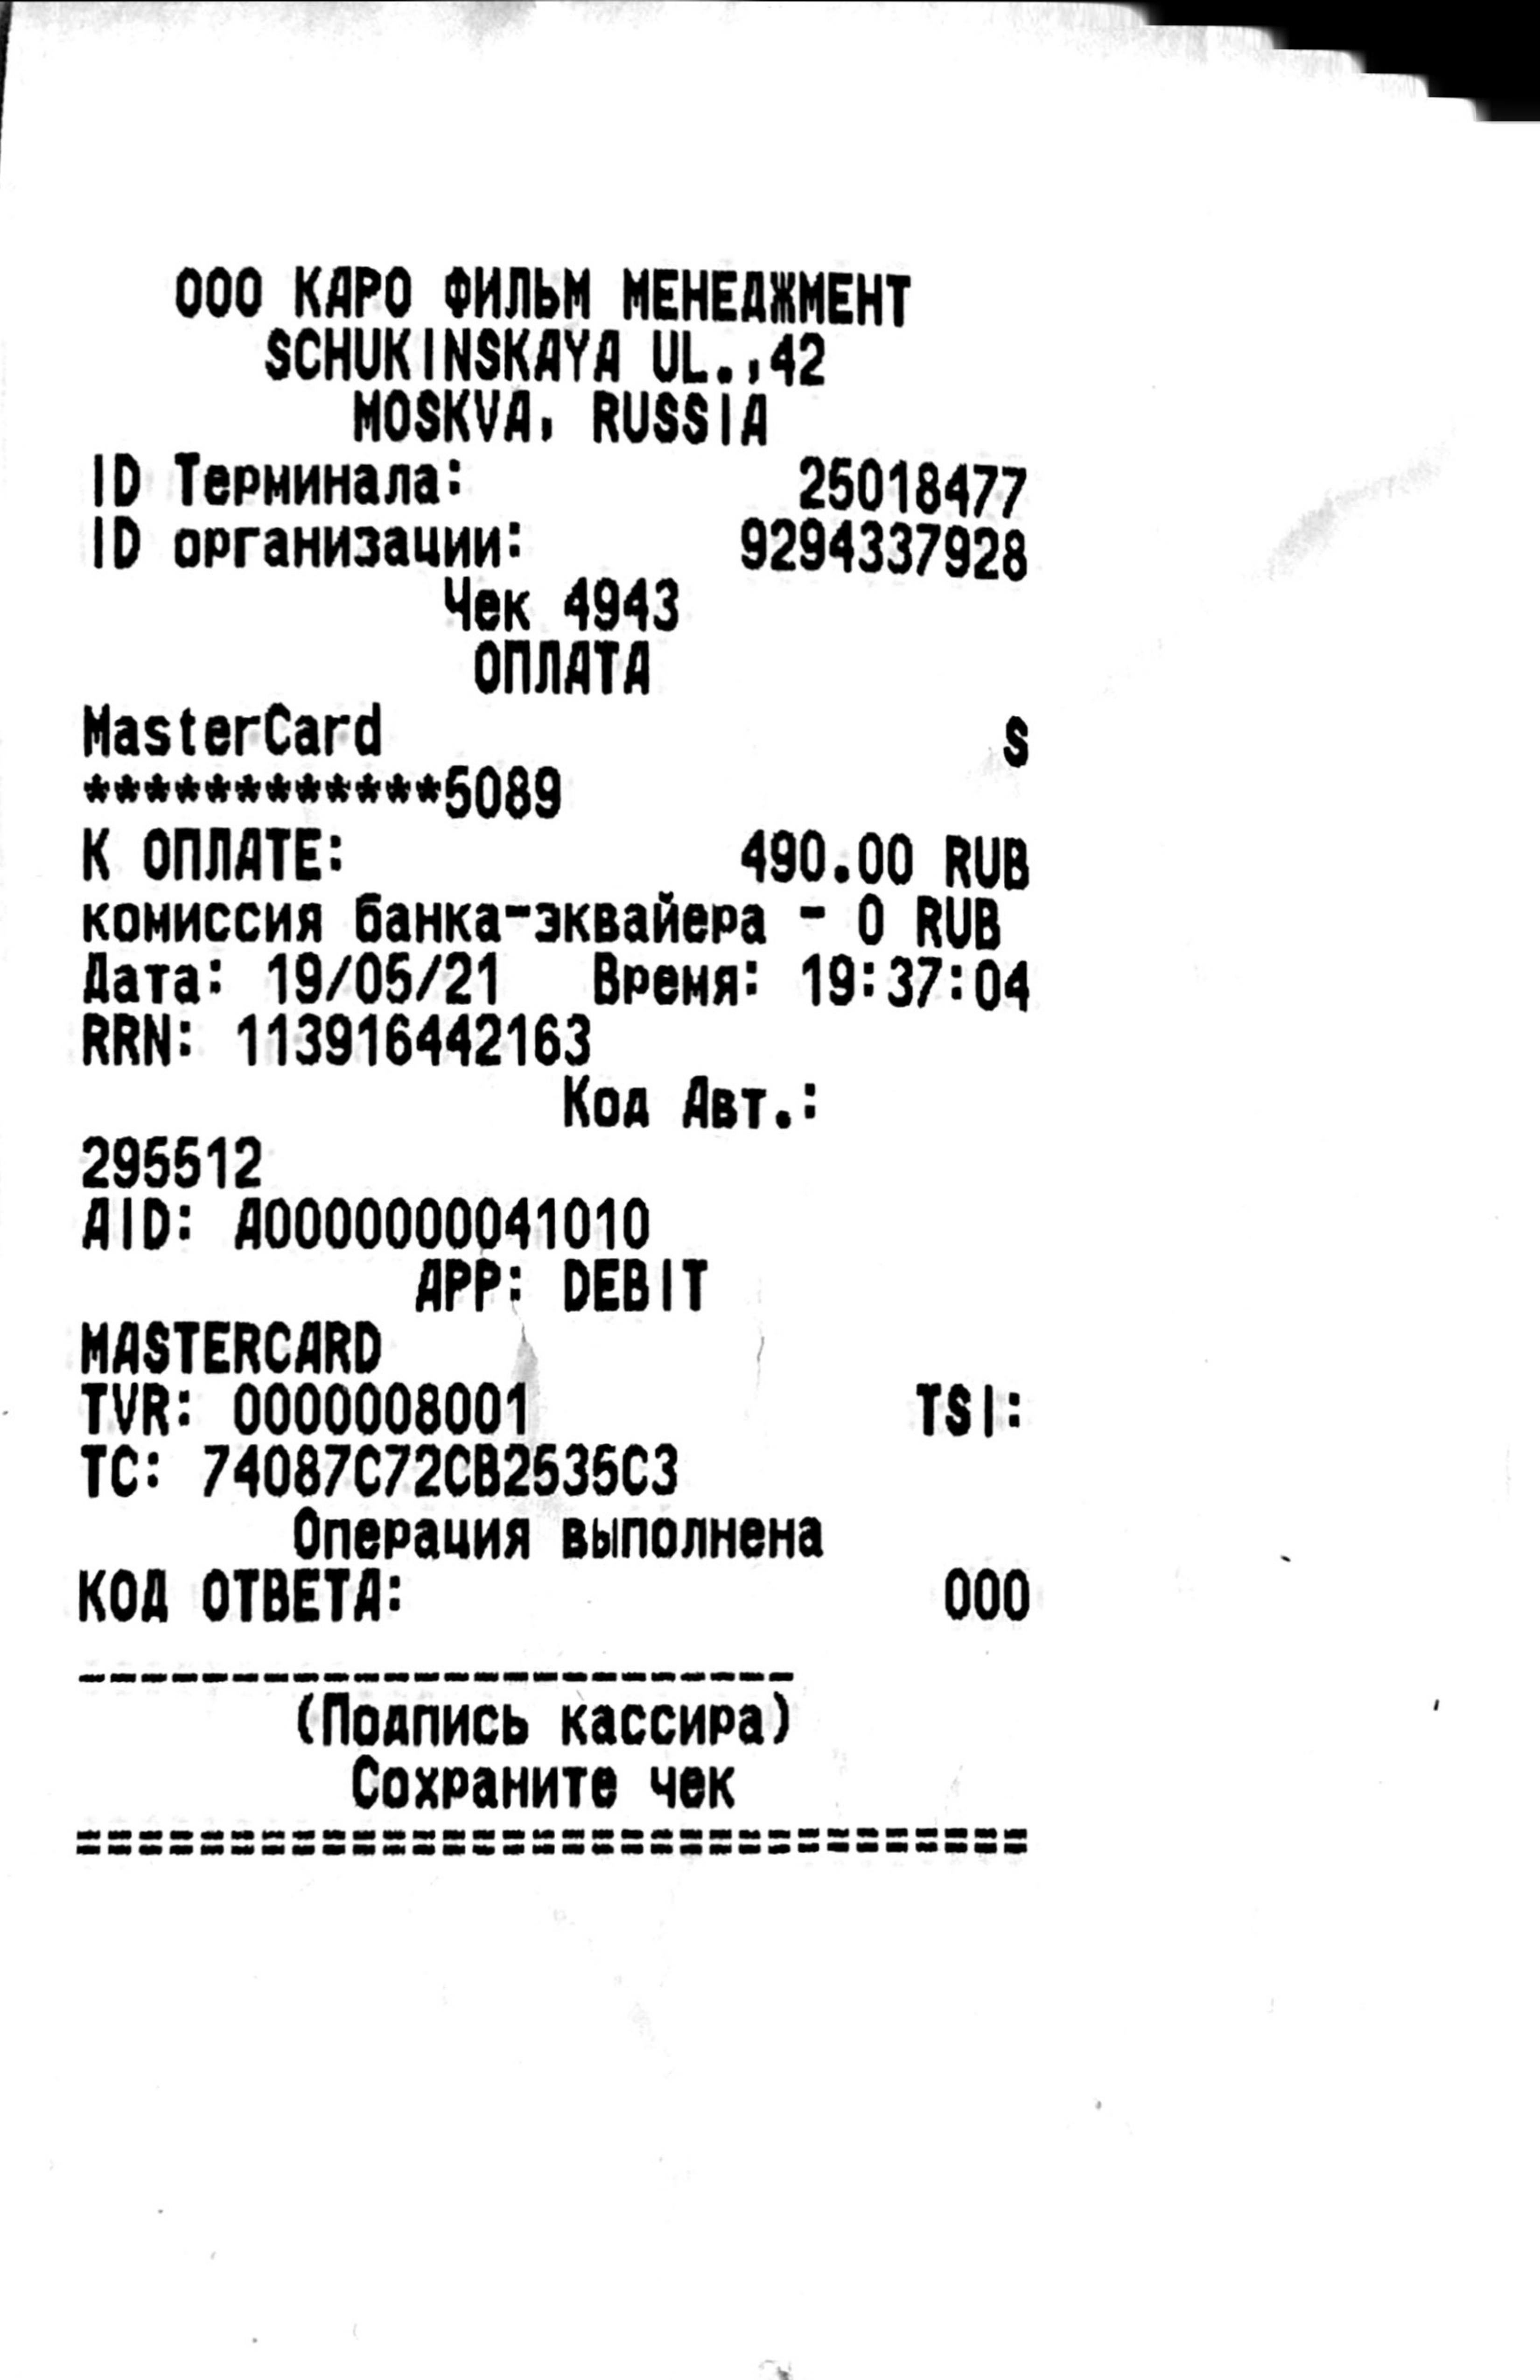 ООО КАРО ФИЛЬМ МЕНЕДЖМЕНТ
SCHUKINSKAYA UL.,42
MOSKVA, RUSSIA
ID Терминала: 25018477
ID организации: 9294337928
Чек 4943
ОПЛАТА
MasterCard S
************5089
К ОПЛАТЕ: 490.00 RUB
комиссия банка-эквайера - 0 RUB
Дата: 19/05/21 Время: 19:37:04
RRN: 113916442163
Код Авт.:
295512
AID: A0000000041010
APP: DEBIT
MASTERCARD
TVR: 0000008001 TSI:
TC: 74087C72CB2535C3
Операция выполнена
КОД ОТВЕТА: 000
------------------------
(Подпись кассира)
Сохраните чек
================================